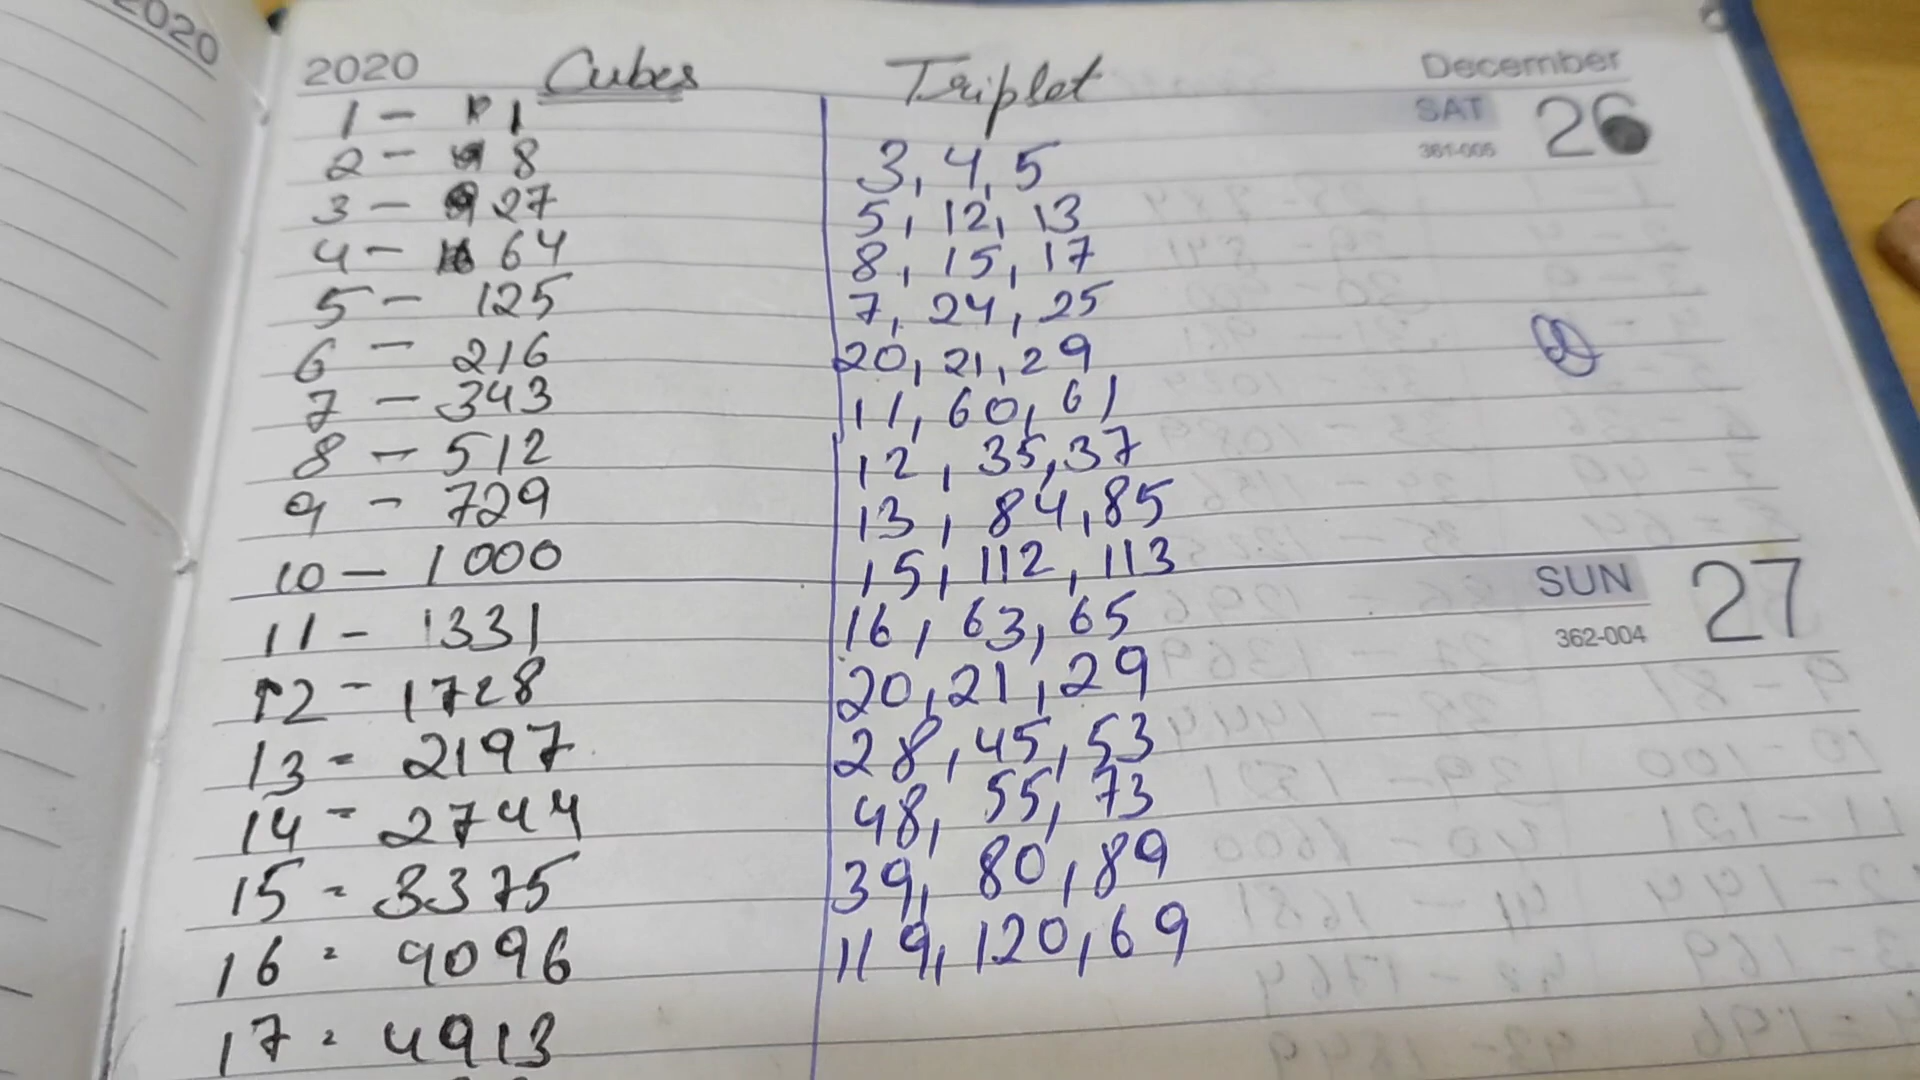 2020
2020 Cubes Triplet December
SAT 26
361-005
1 - 1
2 - 8 3, 4, 5
3 - 27 5, 12, 13
4 - 64 8, 15, 17
5 - 125 7, 24, 25
6 - 216 20, 21, 29
7 - 343 11, 60, 61
8 - 512 12, 35, 37
9 - 729 13, 84, 85
10 - 1000 15, 112, 113
SUN 27
362-004
11 - 1331 16, 63, 65
12 - 1728 20, 21, 29
13 - 2197 28, 45, 53
14 - 2744 48, 55, 73
15 - 3375 39, 80, 89
16 - 4096 119, 120, 69
17 - 4913